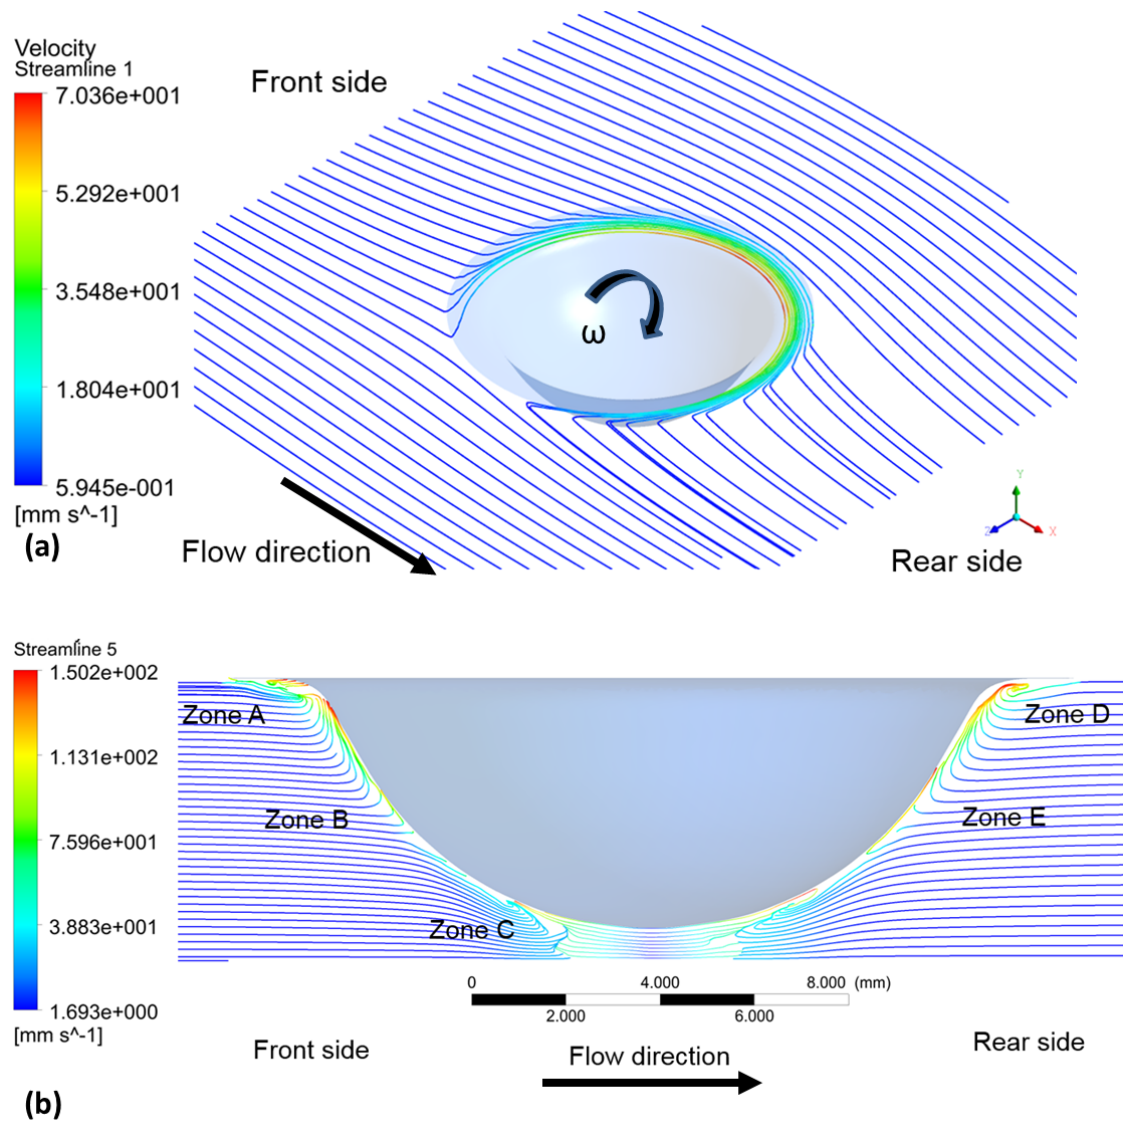 Velocity
Streamline 1
7.036e+001
5.292e+001
3.548e+001
1.804e+001
5.945e-001
[mm s^-1]
Front side
ω
Flow direction
Rear side
Y
Z
X
(a)
Streamline 5
1.502e+002
1.131e+002
7.596e+001
3.883e+001
1.693e+000
[mm s^-1]
Zone A
Zone B
Zone C
Zone D
Zone E
0
4.000
8.000 (mm)
2.000
6.000
Front side
Flow direction
Rear side
(b)